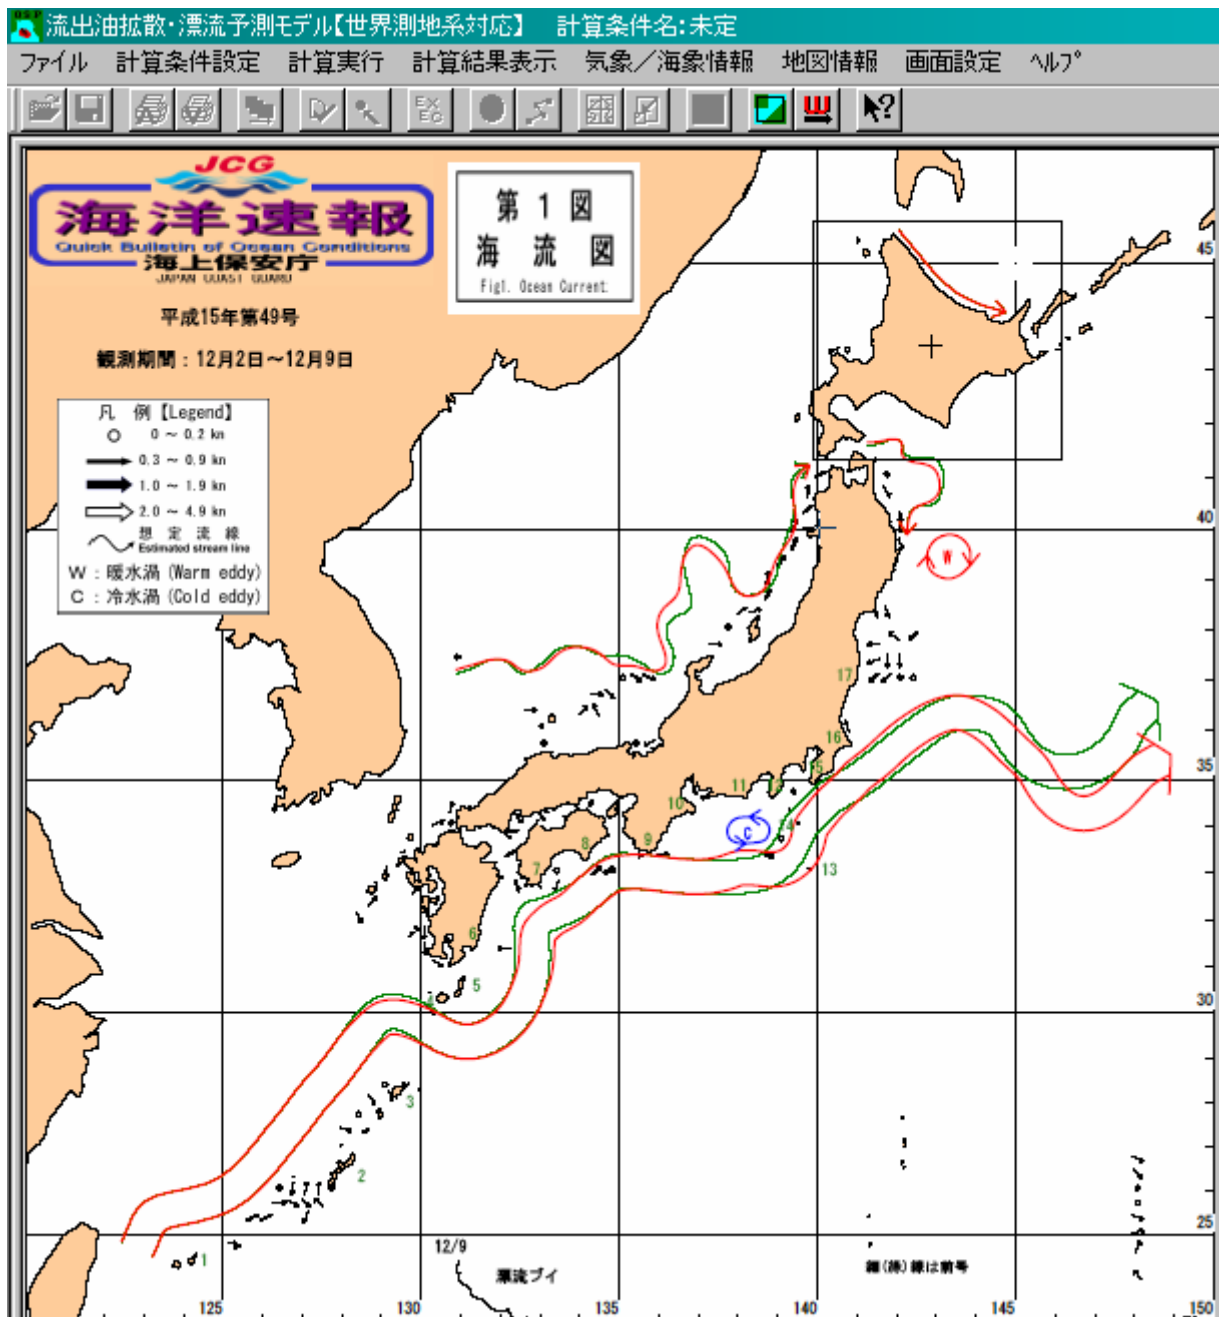 流出油拡散・漂流予測モデル【世界測地系対応】 計算条件名:未定
ファイル 計算条件設定 計算実行 計算結果表示 気象／海象情報 地図情報 画面設定 ﾍﾙﾌﾟ
EX
EC
?
JCG
海洋速報
Quick Bulletin of Ocean Conditions
海上保安庁
JAPAN COAST GUARD
平成15年第49号
観測期間：12月2日～12月9日
第 1 図
海 流 図
Fig1. Ocean Current.
凡 例【Legend】
0 ～ 0.2 kn
0.3 ～ 0.9 kn
1.0 ～ 1.9 kn
2.0 ～ 4.9 kn
想 定 流 線
Estimated stream line
W : 暖水渦 (Warm eddy)
C : 冷水渦 (Cold eddy)
45
40
W
17
16
15
35
12
11
10
14
C
9
8
7
13
6
5
4
30
3
2
25
1
12/9
漂流ブイ
細(緑)線は前号
125
130
135
140
145
150